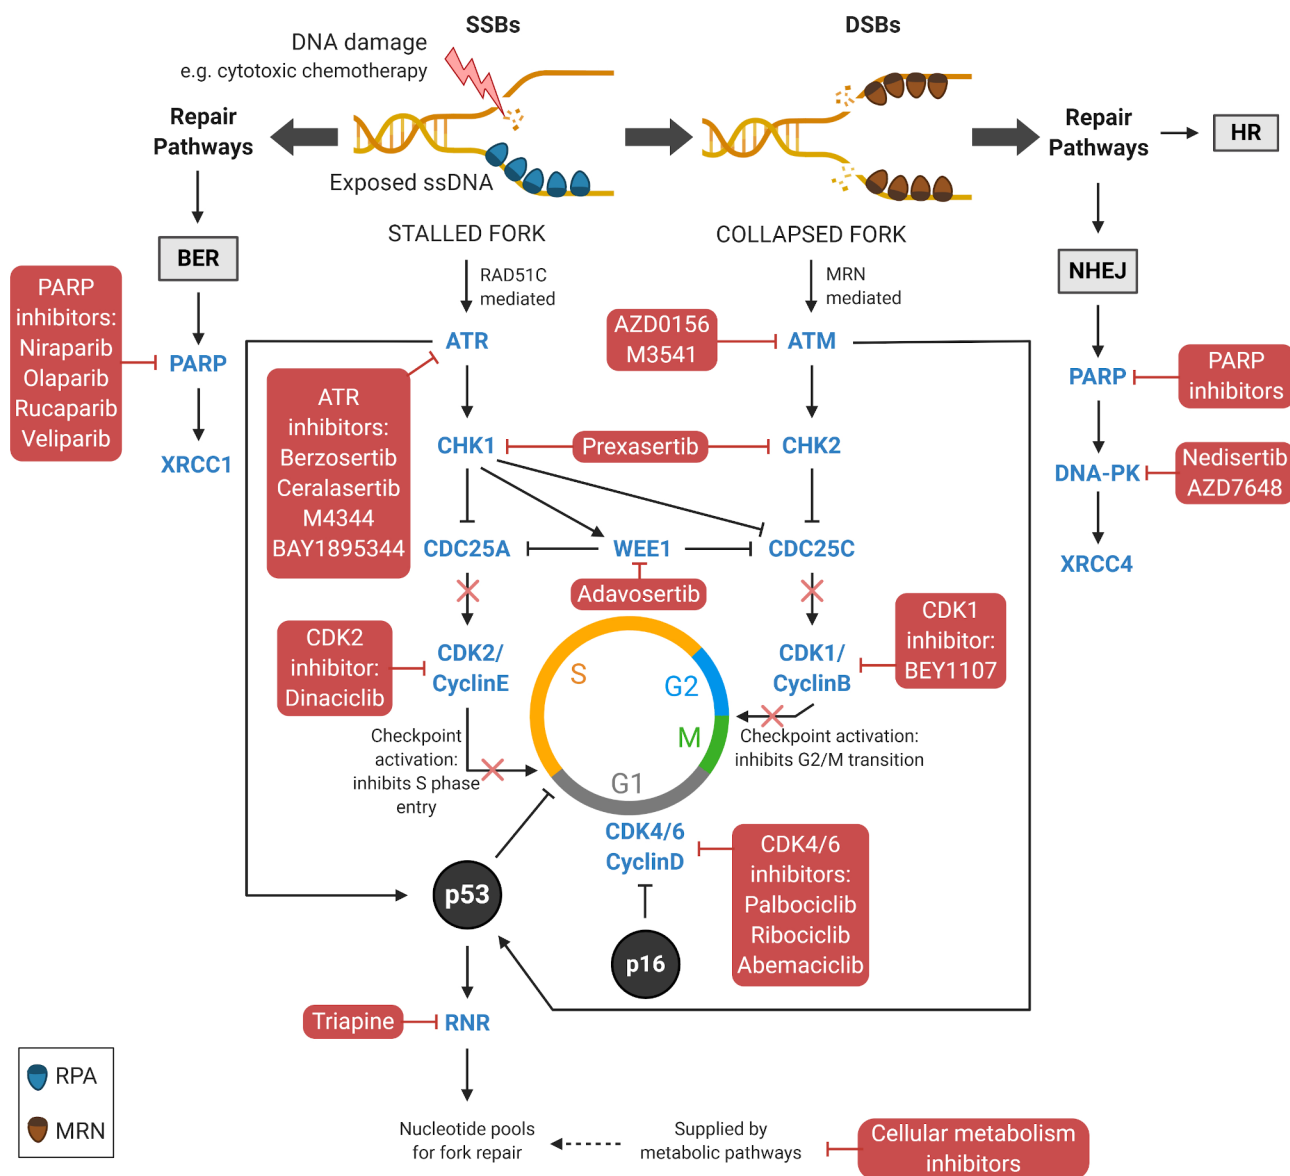 SSBs
DSBs
DNA damage
e.g. cytotoxic chemotherapy
Repair
Pathways
Exposed ssDNA
Repair
Pathways
HR
STALLED FORK
COLLAPSED FORK
BER
NHEJ
RAD51C
mediated
MRN
mediated
PARP
inhibitors:
Niraparib
Olaparib
Rucaparib
Veliparib
PARP
XRCC1
ATR
AZD0156
M3541
ATM
PARP
PARP
inhibitors
ATR
inhibitors:
Berzosertib
Ceralasertib
M4344
BAY1895344
CHK1
Prexasertib
CHK2
DNA-PK
Nedisertib
AZD7648
CDC25A
WEE1
CDC25C
XRCC4
Adavosertib
CDK2
inhibitor:
Dinaciclib
CDK2/
CyclinE
S
G2
M
G1
CDK1/
CyclinB
CDK1
inhibitor:
BEY1107
Checkpoint
activation:
inhibits S phase
entry
Checkpoint activation:
inhibits G2/M transition
CDK4/6
CyclinD
CDK4/6
inhibitors:
Palbociclib
Ribociclib
Abemaciclib
p53
p16
Triapine
RNR
RPA
MRN
Nucleotide pools
for fork repair
Supplied by
metabolic pathways
Cellular metabolism
inhibitors